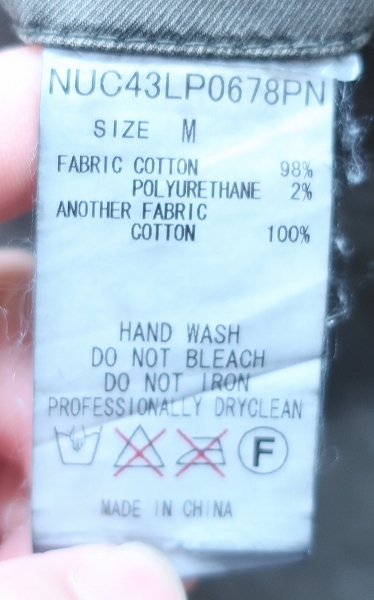 NUC43LP0678PN
SIZE M
FABRIC COTTON 98%
POLYURETHANE 2%
ANOTHER FABRIC
COTTON 100%
HAND WASH
DO NOT BLEACH
DO NOT IRON
PROFESSIONALLY DRYCLEAN
F
MADE IN CHINA